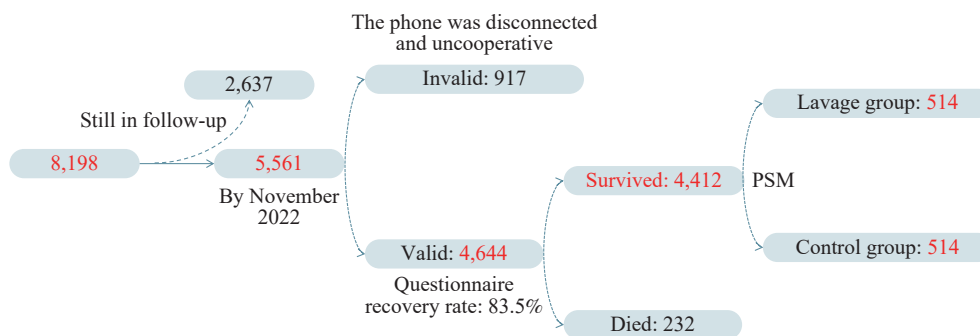 The phone was disconnected
and uncooperative
2,637
Invalid: 917
Still in follow-up
Lavage group: 514
8,198
5,561
By November
2022
Survived: 4,412
PSM
Valid: 4,644
Questionnaire
recovery rate: 83.5%
Control group: 514
Died: 232